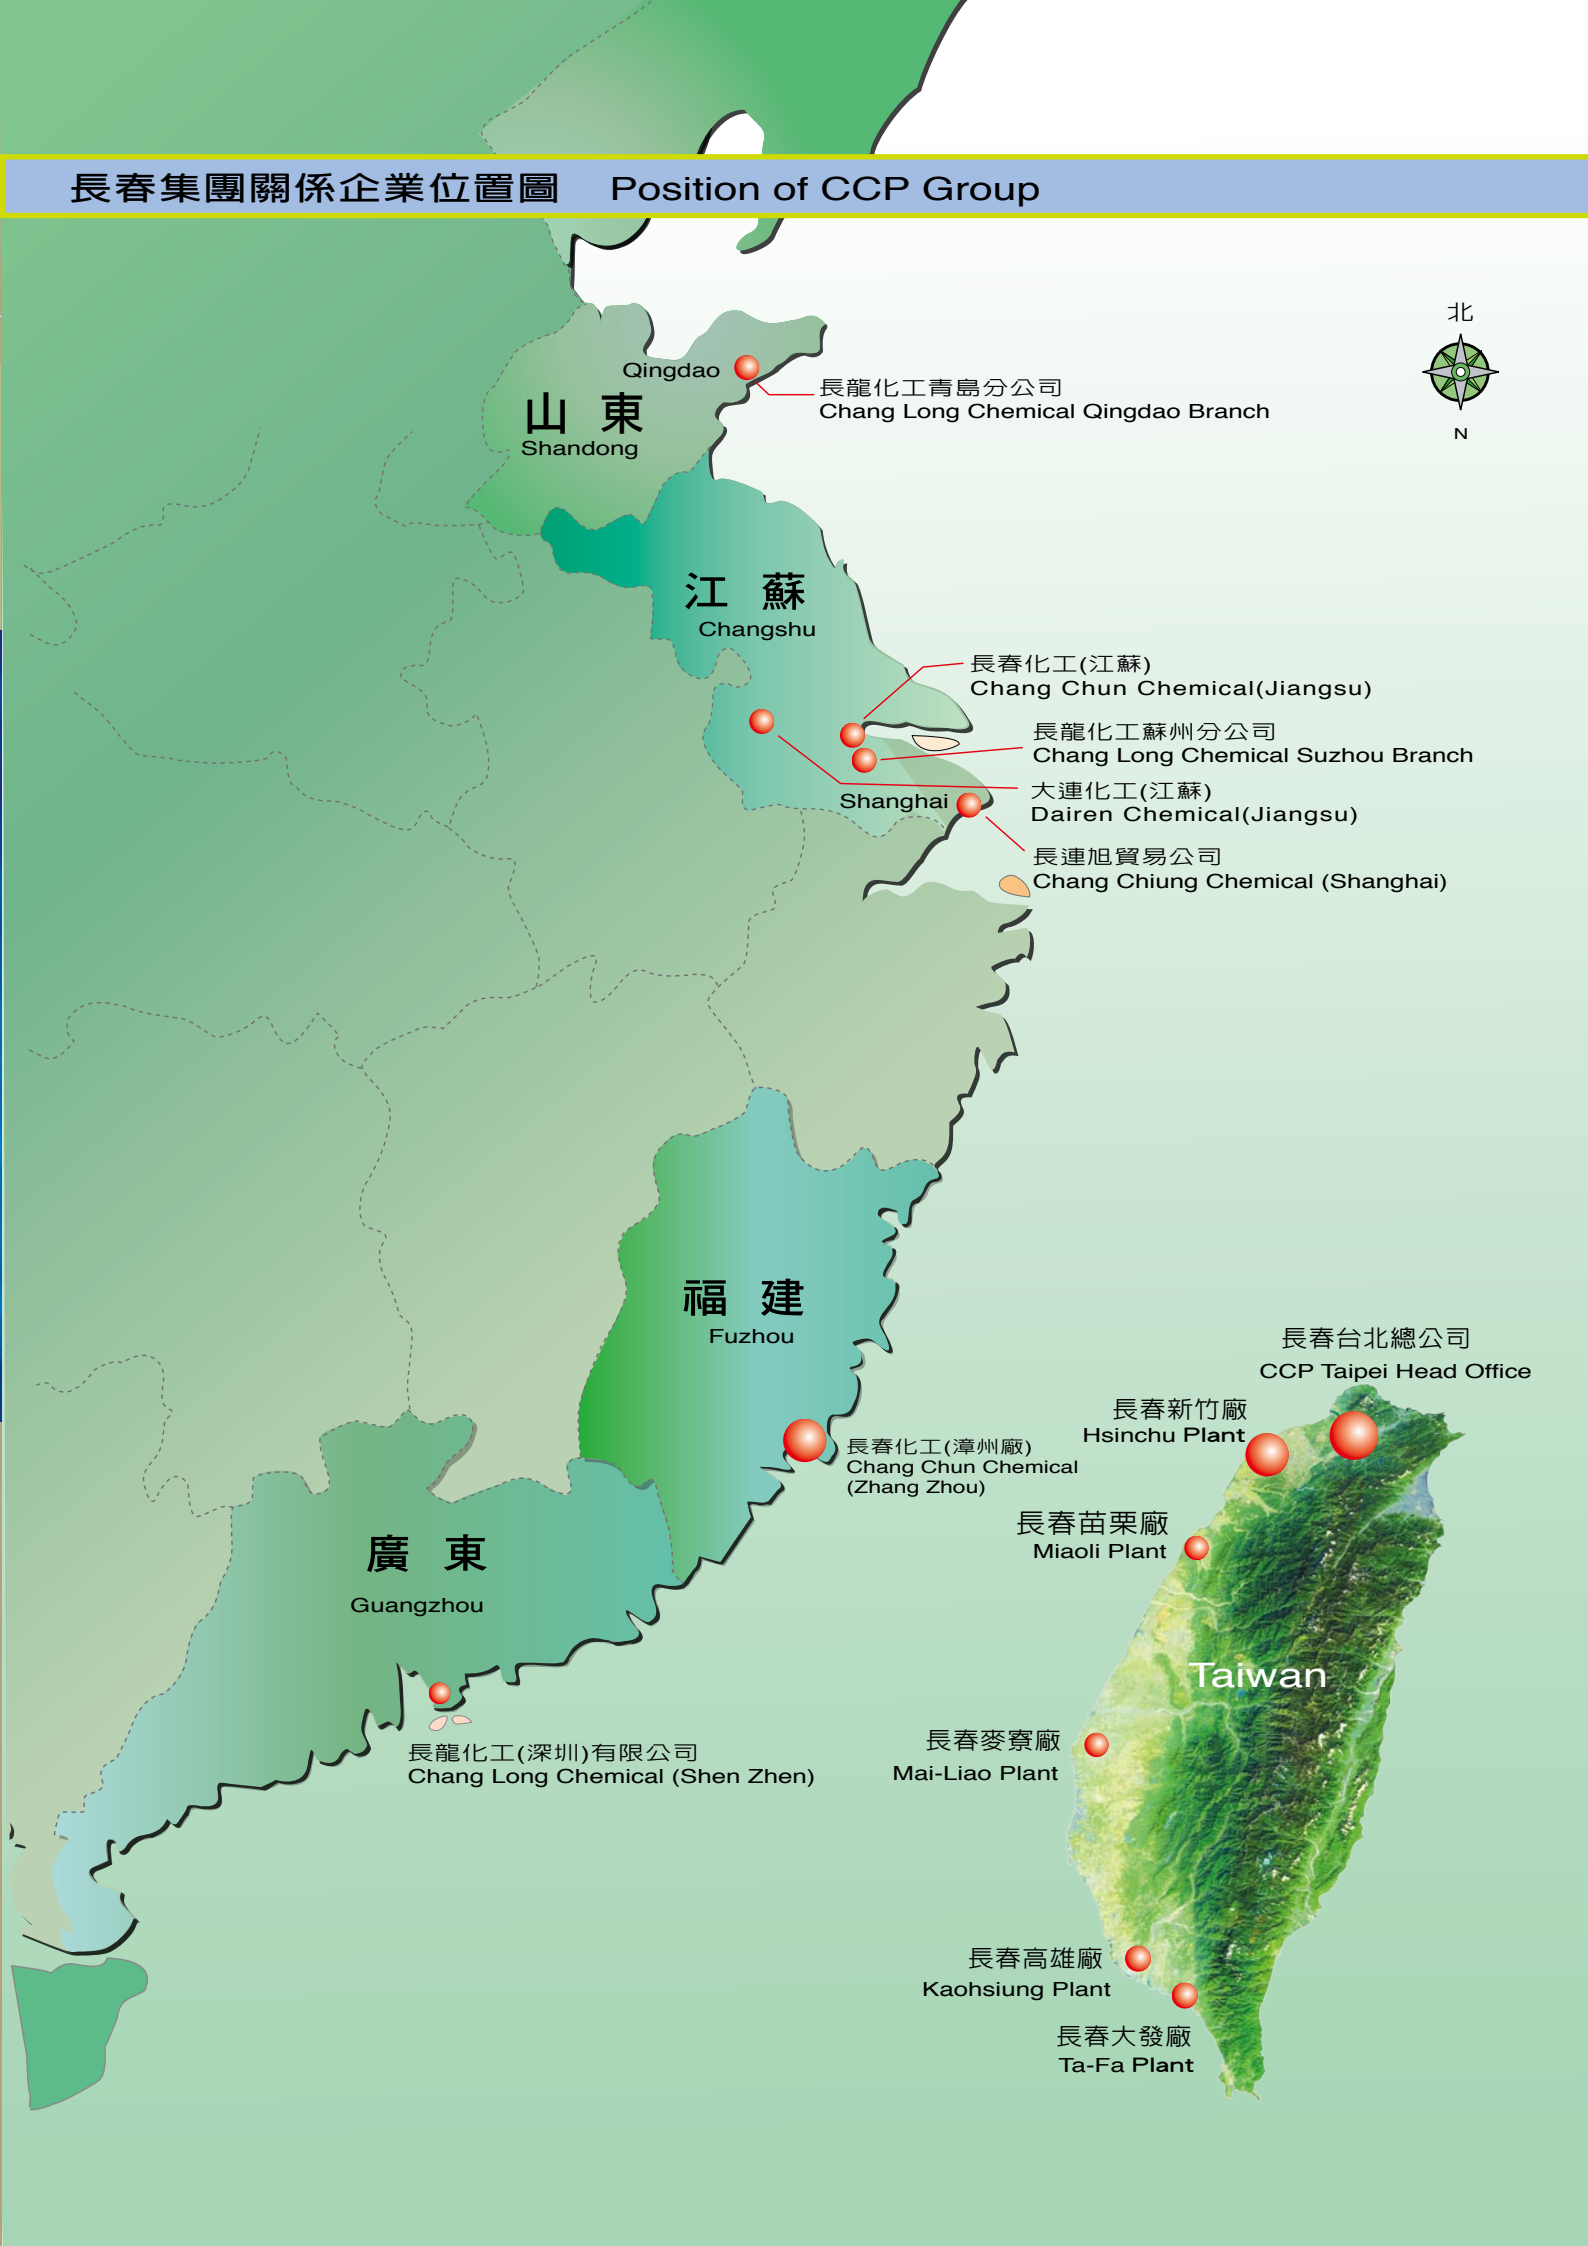 長春集團關係企業位置圖 Position of CCP Group
北
N
Qingdao
長龍化工青島分公司
Chang Long Chemical Qingdao Branch
山東
Shandong
江蘇
Changshu
長春化工(江蘇)
Chang Chun Chemical(Jiangsu)
長龍化工蘇州分公司
Chang Long Chemical Suzhou Branch
大連化工(江蘇)
Dairen Chemical(Jiangsu)
Shanghai
長連旭貿易公司
Chang Chiung Chemical (Shanghai)
福建
Fuzhou
長春化工(漳州廠)
Chang Chun Chemical
(Zhang Zhou)
廣東
Guangzhou
長龍化工(深圳)有限公司
Chang Long Chemical (Shen Zhen)
長春台北總公司
CCP Taipei Head Office
長春新竹廠
Hsinchu Plant
長春苗栗廠
Miaoli Plant
Taiwan
長春麥寮廠
Mai-Liao Plant
長春高雄廠
Kaohsiung Plant
長春大發廠
Ta-Fa Plant